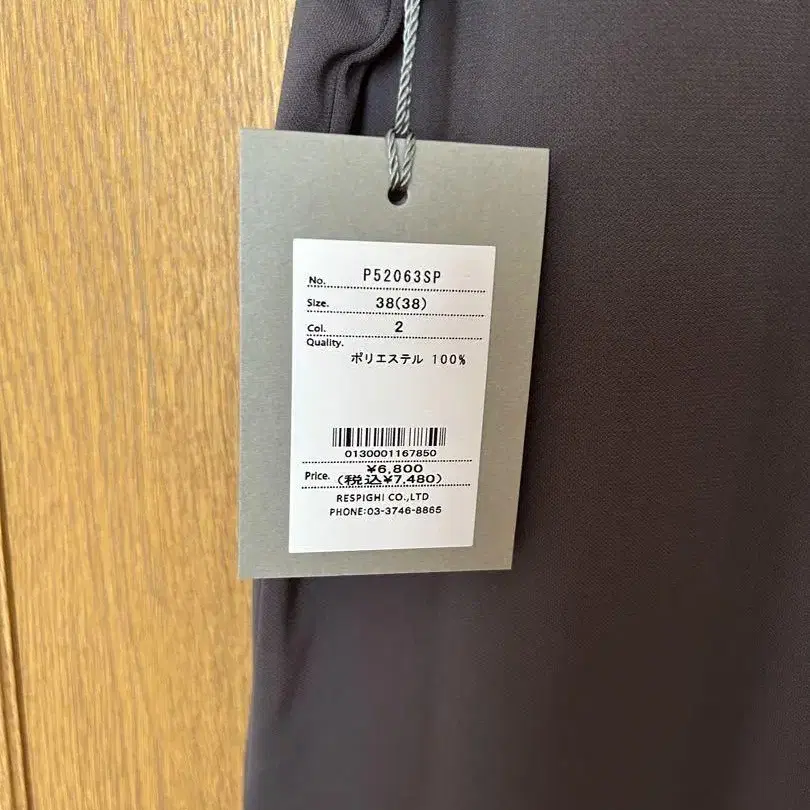 No. P52063SP
Size. 38(38)
Col. 2
Quality.
ポリエステル 100%
0130001167850
Price. ¥6,800
(税込¥7,480)
RESPIGHI CO.,LTD
PHONE:03-3746-8865